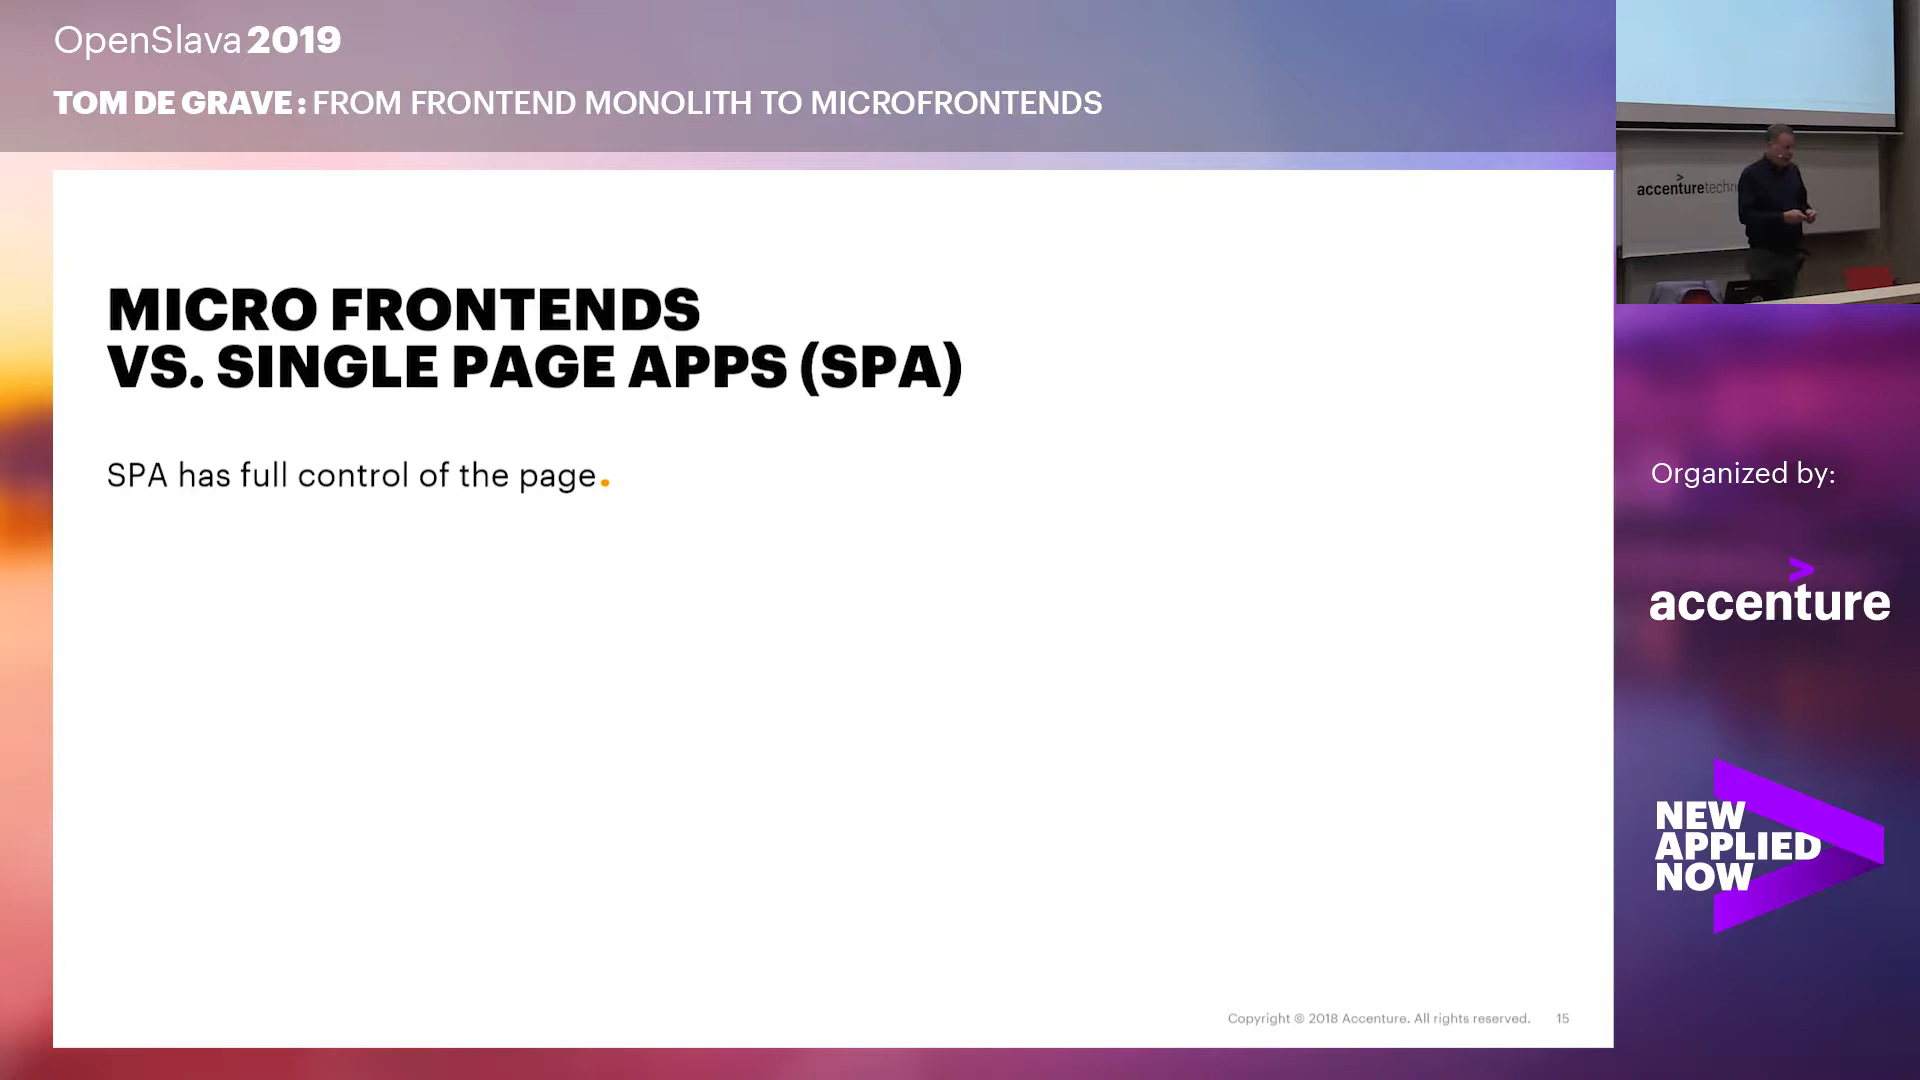 OpenSlava 2019
TOM DE GRAVE: FROM FRONTEND MONOLITH TO MICROFRONTENDS
accenturetechn
MICRO FRONTENDS
VS. SINGLE PAGE APPS (SPA)
SPA has full control of the page.
Organized by:
>
accenture
NEW
APPLIED
NOW
Copyright © 2018 Accenture. All rights reserved. 15